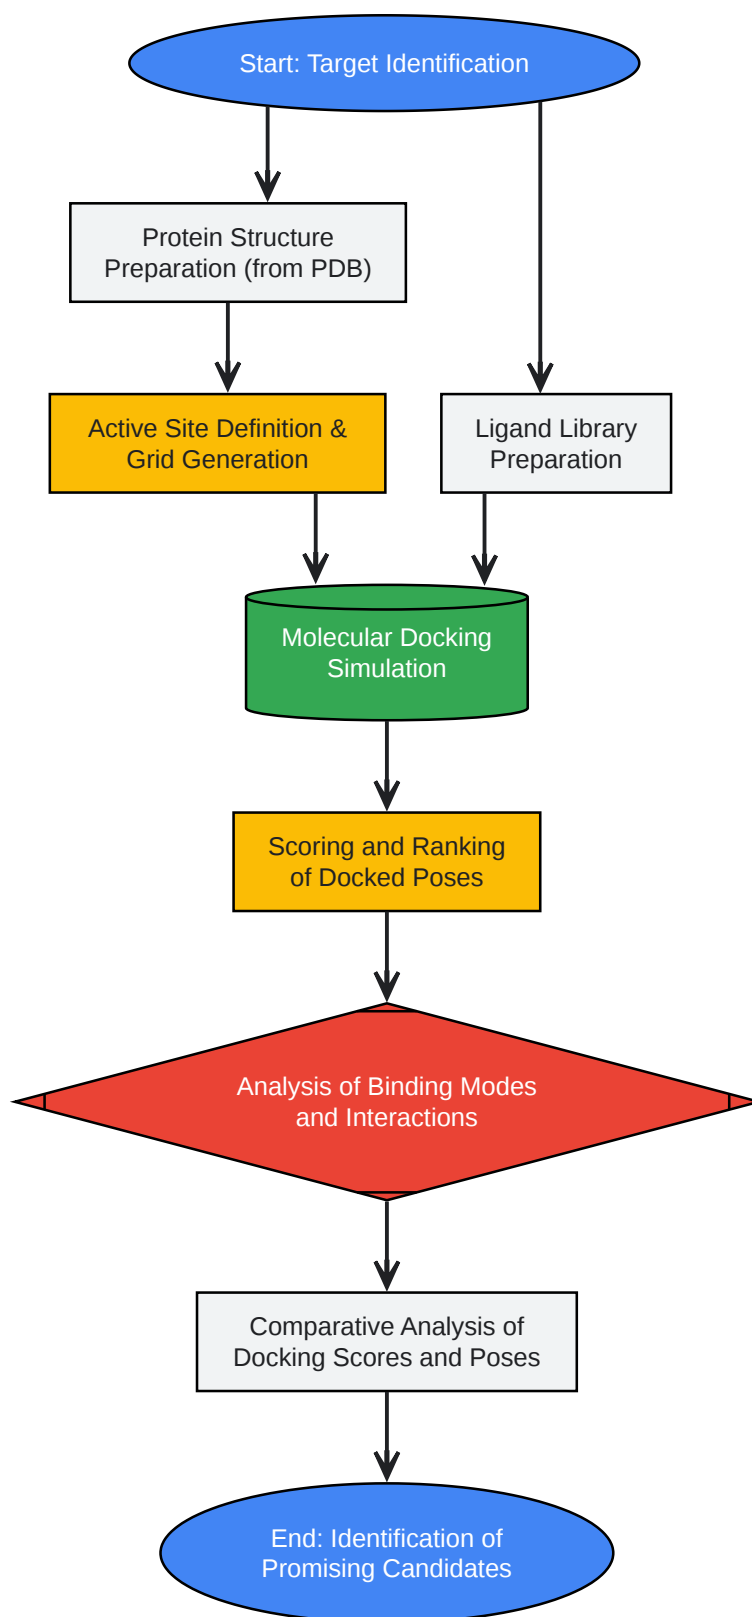 Start: Target Identification
Protein Structure
Preparation (from PDB)
Active Site Definition &
Grid Generation
Ligand Library
Preparation
Molecular Docking
Simulation
Scoring and Ranking
of Docked Poses
Analysis of Binding Modes
and Interactions
Comparative Analysis of
Docking Scores and Poses
End: Identification of
Promising Candidates